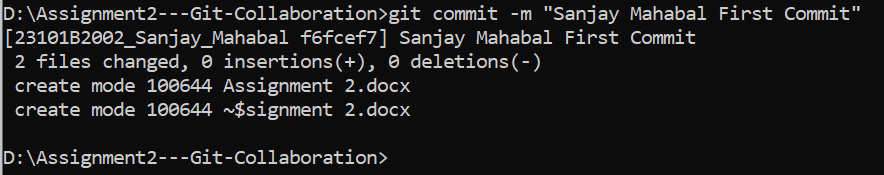 D:\Assignment2---Git-Collaboration>git commit -m "Sanjay Mahabal First Commit"
[23101B2002_Sanjay_Mahabal f6fcef7] Sanjay Mahabal First Commit
 2 files changed, 0 insertions(+), 0 deletions(-)
 create mode 100644 Assignment 2.docx
 create mode 100644 ~$signment 2.docx
D:\Assignment2---Git-Collaboration>